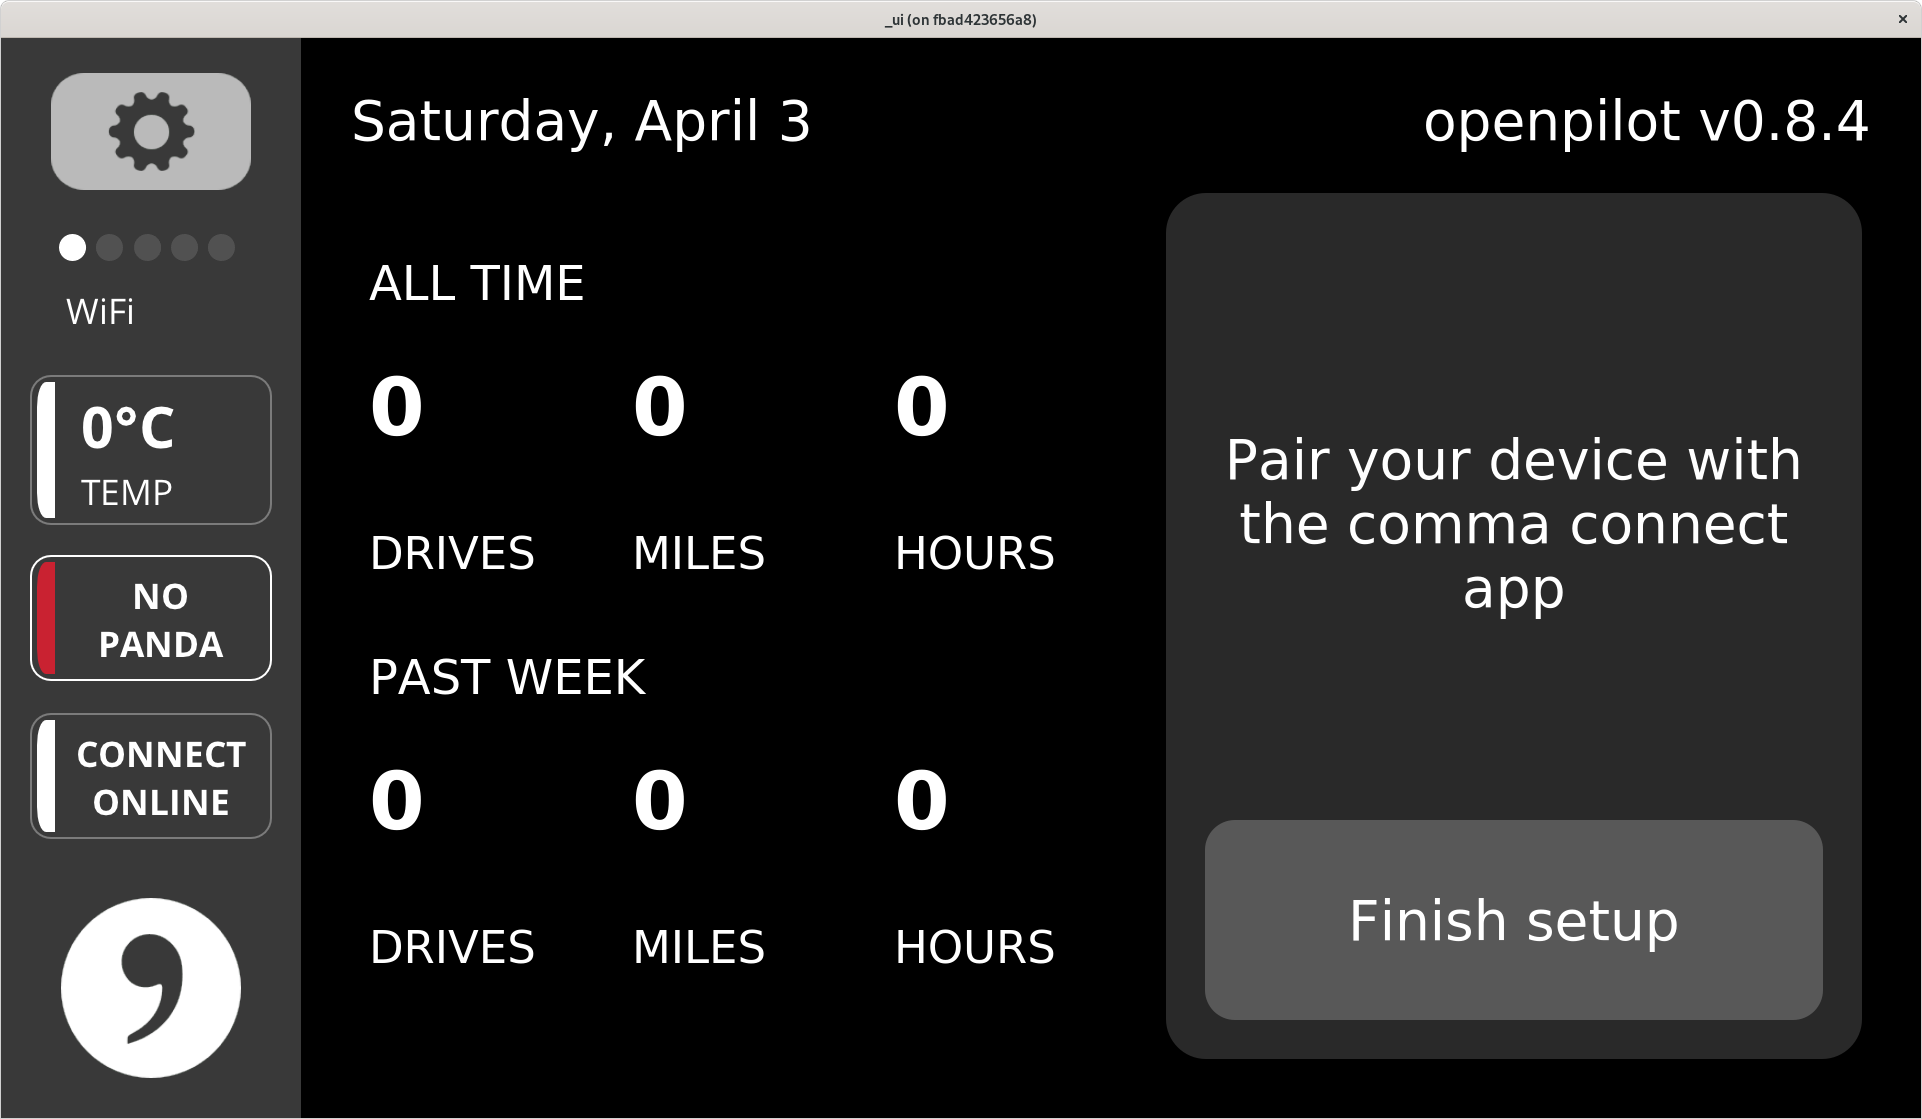 _ui (on fbad423656a8)
×
WiFi
0°C
TEMP
NO
PANDA
CONNECT
ONLINE
Saturday, April 3
openpilot v0.8.4
ALL TIME
0 0 0
DRIVES MILES HOURS
PAST WEEK
0 0 0
DRIVES MILES HOURS
Pair your device with
the comma connect
app
Finish setup